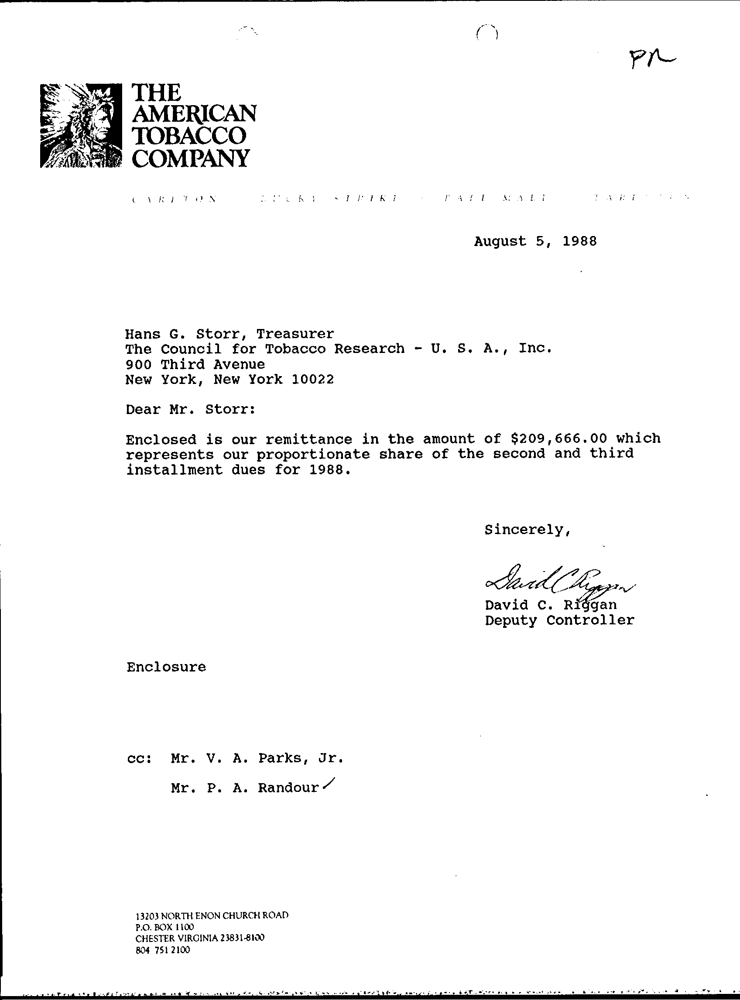 PR
THE
AMERICAN
TOBACCO
COMPANY
CARLTON LUCKY STRIKE PALL MALL
August 5, 1988
Hans G. Storr, Treasurer
The Council for Tobacco Research - U. S. A., Inc.
900 Third Avenue
New York, New York 10022
Dear Mr. Storr:
Enclosed is our remittance in the amount of $209,666.00 which
represents our proportionate share of the second and third
installment dues for 1988.
Sincerely,
David C Riggan
David C. Riggan
Deputy Controller
Enclosure
cc: Mr. V. A. Parks, Jr.
Mr. P. A. Randour
13203 NORTH ENON CHURCH ROAD
P.O. BOX 1100
CHESTER VIRGINIA 23831-8100
804 751 2100